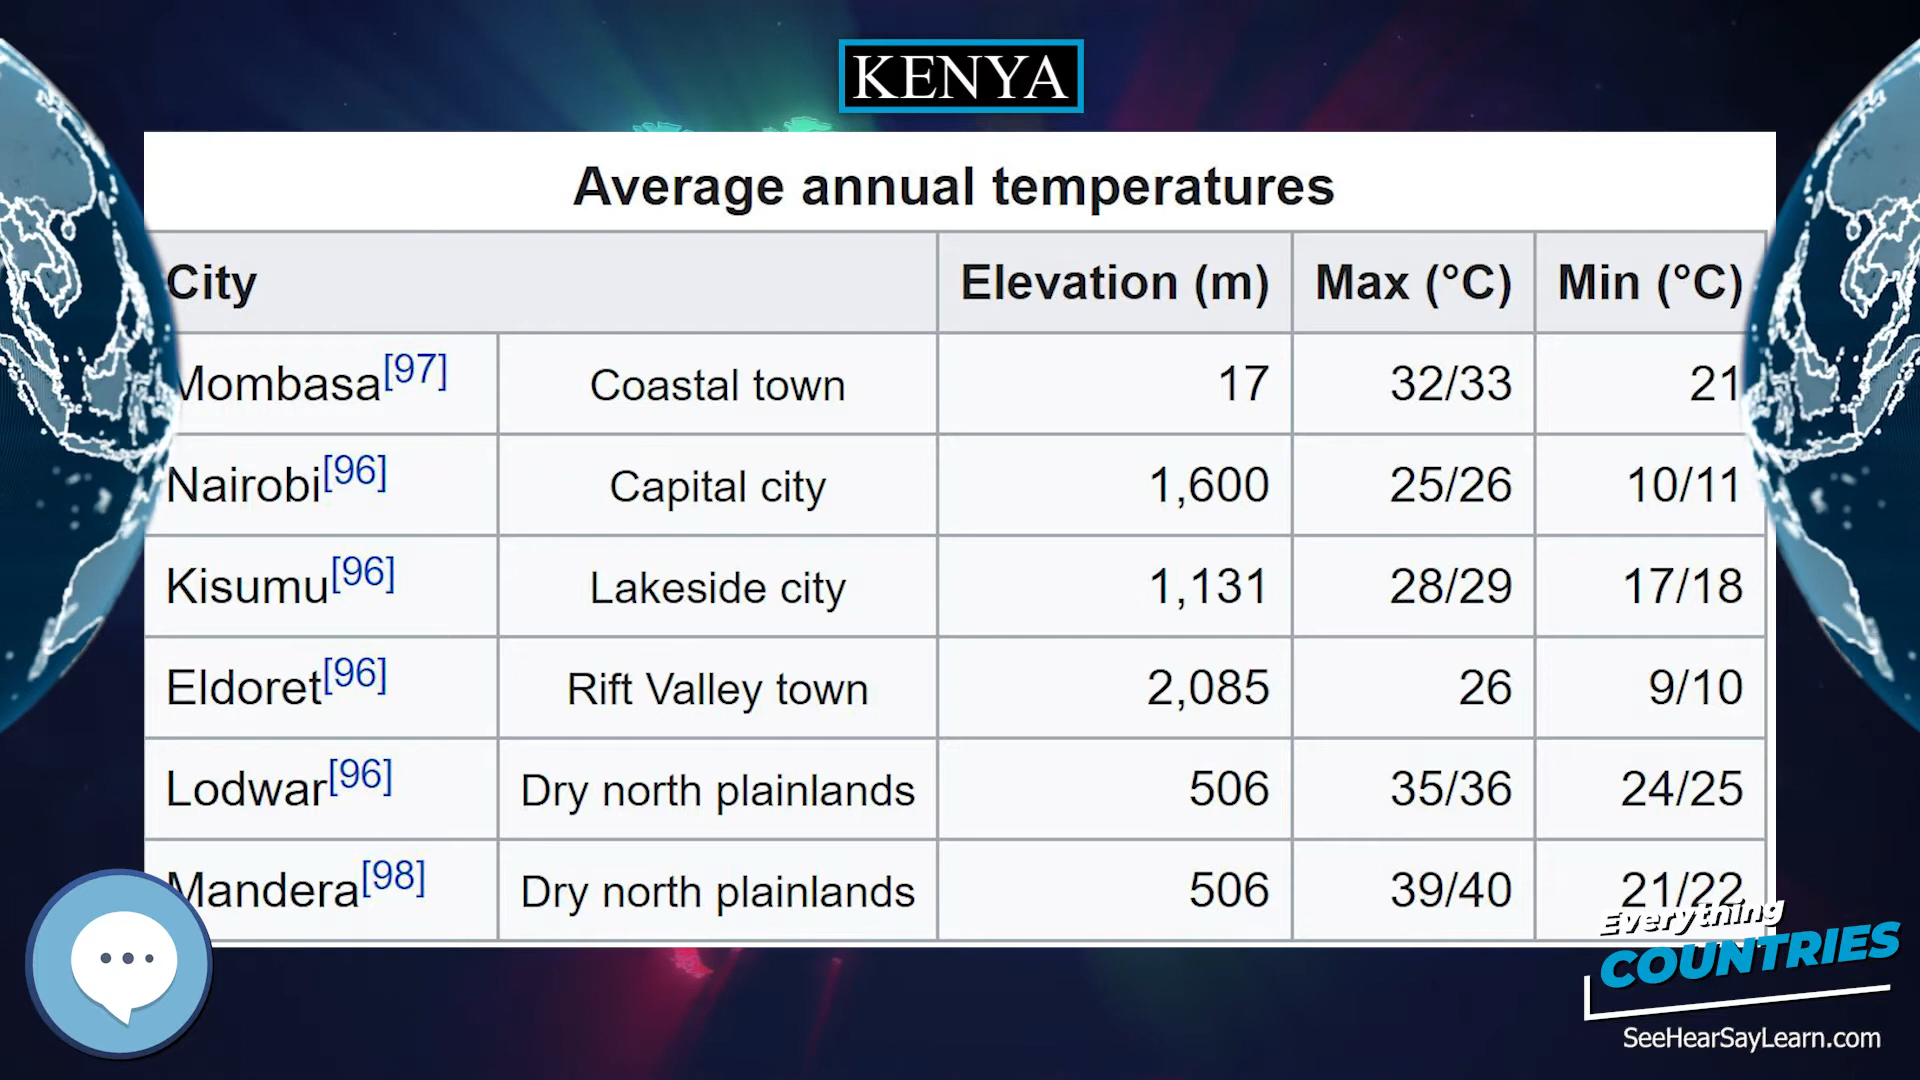 KENYA
Average annual temperatures
City Elevation (m) Max (°C) Min (°C)
Mombasa[97] Coastal town 17 32/33 21
Nairobi[96] Capital city 1,600 25/26 10/11
Kisumu[96] Lakeside city 1,131 28/29 17/18
Eldoret[96] Rift Valley town 2,085 26 9/10
Lodwar[96] Dry north plainlands 506 35/36 24/25
Mandera[98] Dry north plainlands 506 39/40 21/22
Everything
COUNTRIES
SeeHearSayLearn.com